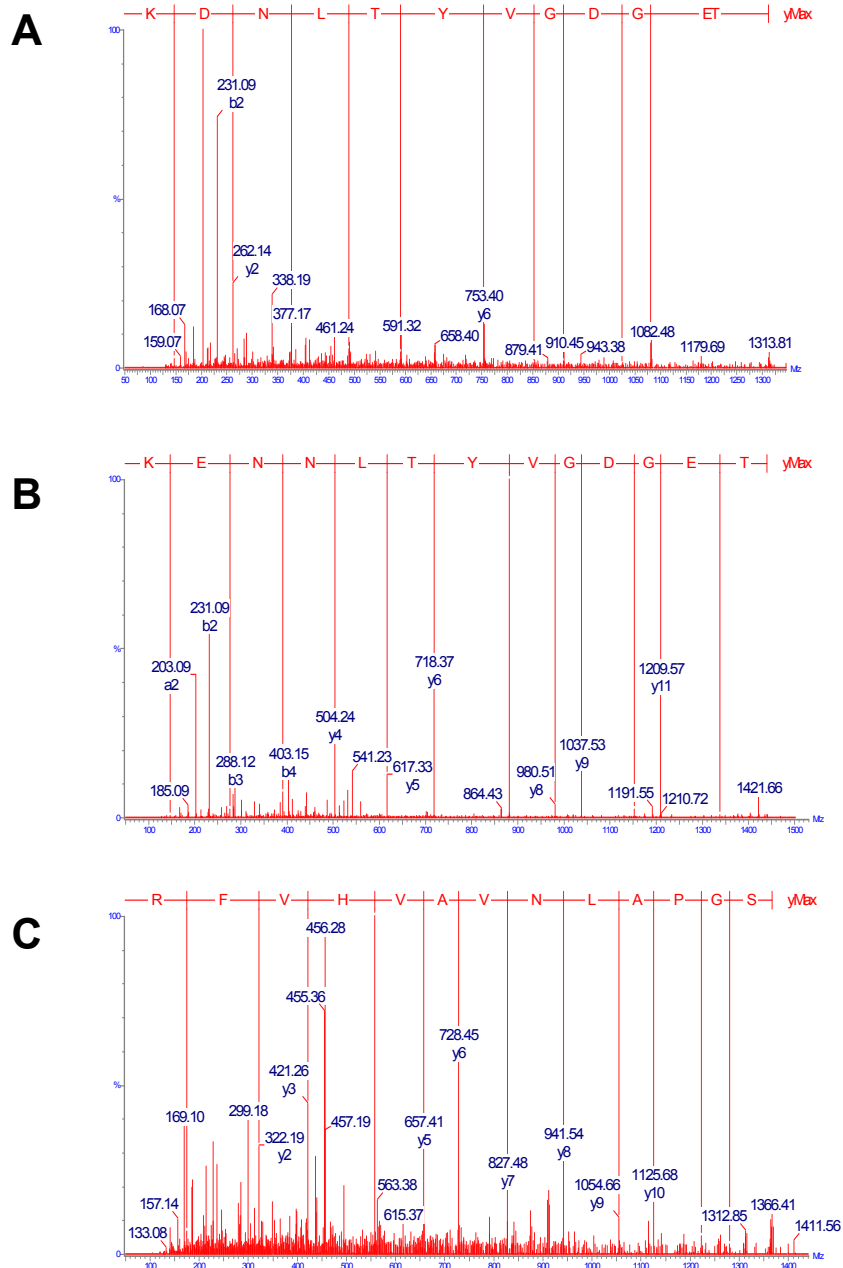 A
K D N L T Y V G D G ET yMax
100
231.09
b2
%
262.14
y2
338.19
753.40
y6
168.07
377.17
159.07
461.24
591.32
658.40
879.41
910.45
943.38
1082.48
1179.69
1313.81
0
50 100 150 200 250 300 350 400 450 500 550 600 650 700 750 800 850 900 950 1000 1050 1100 1150 1200 1250 1300 M/z
B
K E N N L T Y V G D G E T yMax
100
231.09
b2
%
203.09
a2
718.37
y6
1209.57
y11
504.24
y4
1037.53
y9
288.12
b3
403.15
b4
541.23
617.33
y5
980.51
y8
185.09
864.43
1191.55
1210.72
1421.66
0
100 200 300 400 500 600 700 800 900 1000 1100 1200 1300 1400 1500 M/z
C
R F V H V A V N L A P G S yMax
100
456.28
455.36
728.45
y6
421.26
y3
%
169.10
299.18
457.19
322.19
y2
657.41
y5
941.54
y8
827.48
y7
1125.68
y10
1054.66
y9
563.38
157.14
615.37
1366.41
1312.85
133.08
1411.56
0
100 200 300 400 500 600 700 800 900 1000 1100 1200 1300 1400 M/z